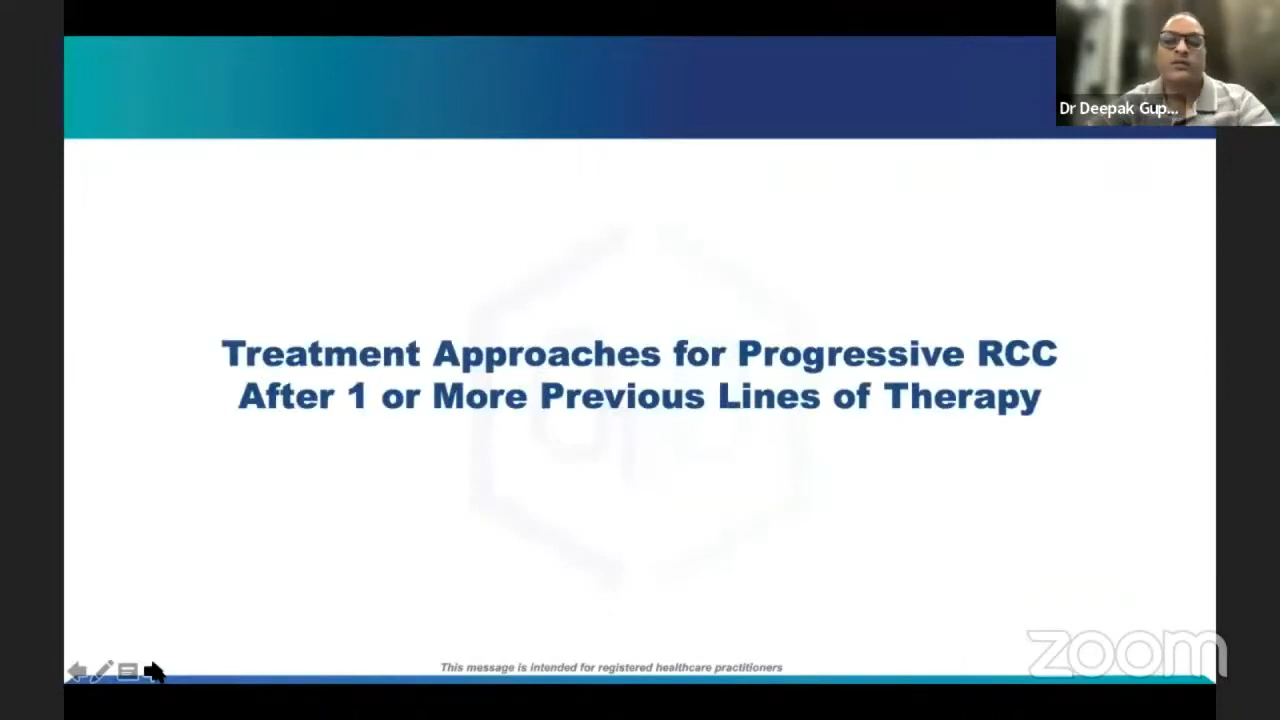 Dr Deepak Gup...
Treatment Approaches for Progressive RCC
After 1 or More Previous Lines of Therapy
This message is intended for registered healthcare practitioners
zoom